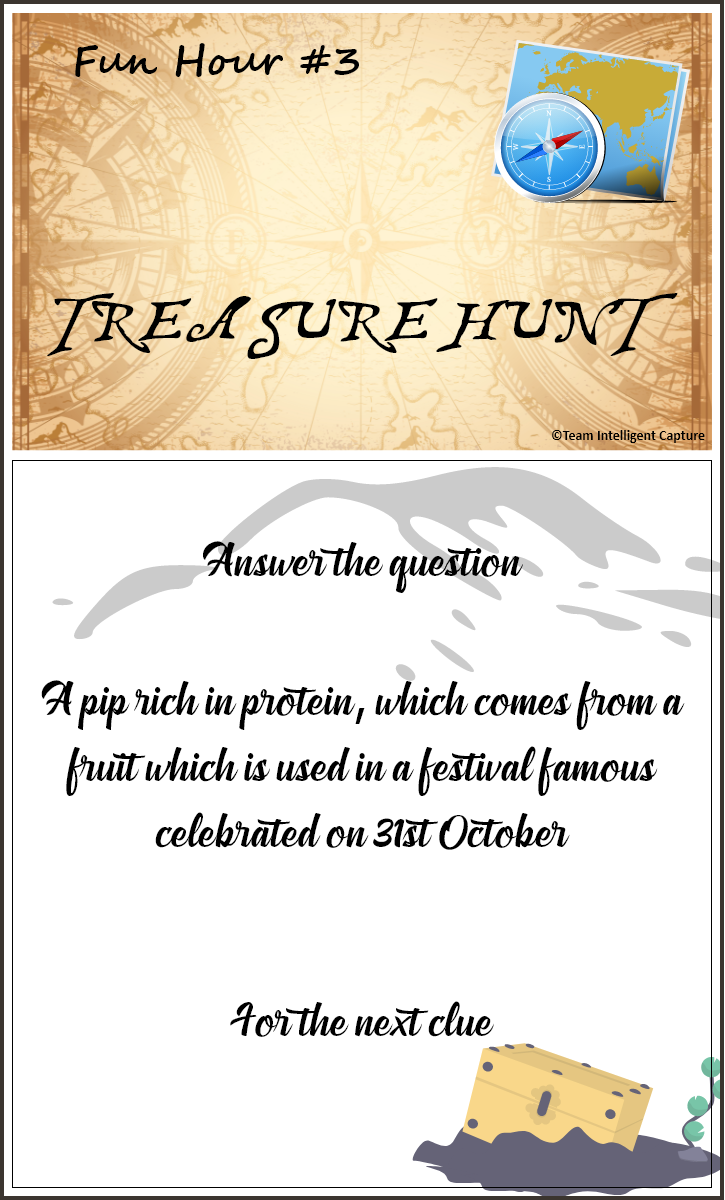 Fun Hour #3
N
E
S
W
E
W
TREASURE HUNT
©Team Intelligent Capture
Answer the question
A pip rich in protein, which comes from a
fruit which is used in a festival famous
celebrated on 31st October
For the next clue